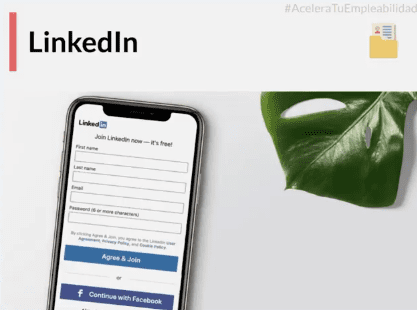 #AceleraTuEmpleabilidad
LinkedIn
LinkedIn
Join LinkedIn now — it's free!
First name
Last name
Email
Password (6 or more characters)
By clicking Agree & Join, you agree to the LinkedIn User
Agreement, Privacy Policy, and Cookie Policy.
Agree & Join
or
f Continue with Facebook